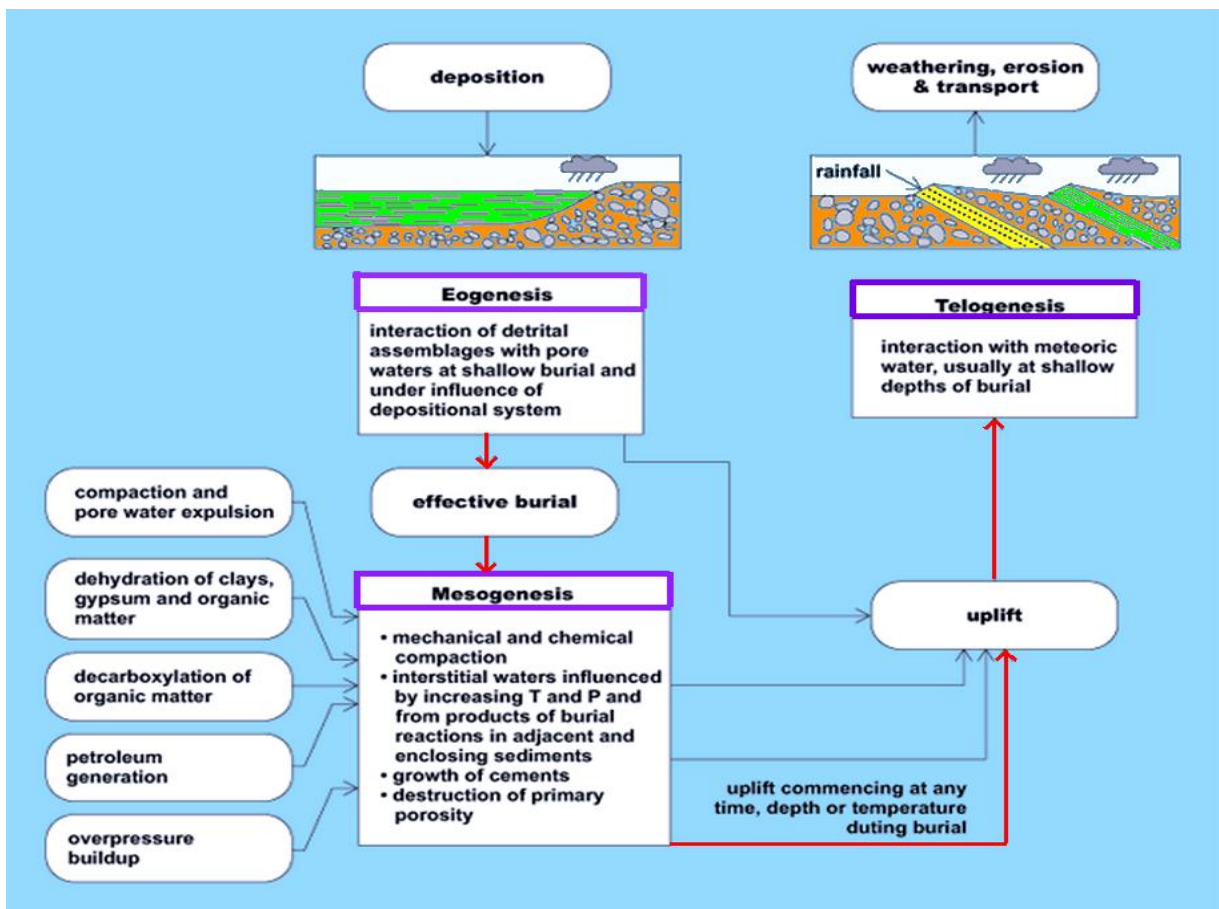 deposition
weathering, erosion
& transport
rainfall
Eogenesis
interaction of detrital
assemblages with pore
waters at shallow burial and
under influence of
depositional system
Telogenesis
interaction with meteoric
water, usually at shallow
depths of burial
effective burial
compaction and
pore water expulsion
dehydration of clays,
gypsum and organic
matter
decarboxylation of
organic matter
petroleum
generation
overpressure
buildup
Mesogenesis
• mechanical and chemical
compaction
• interstitial waters influenced
by increasing T and P and
from products of burial
reactions in adjacent and
enclosing sediments
• growth of cements
• destruction of primary
porosity
uplift
uplift commencing at any
time, depth or temperature
duting burial